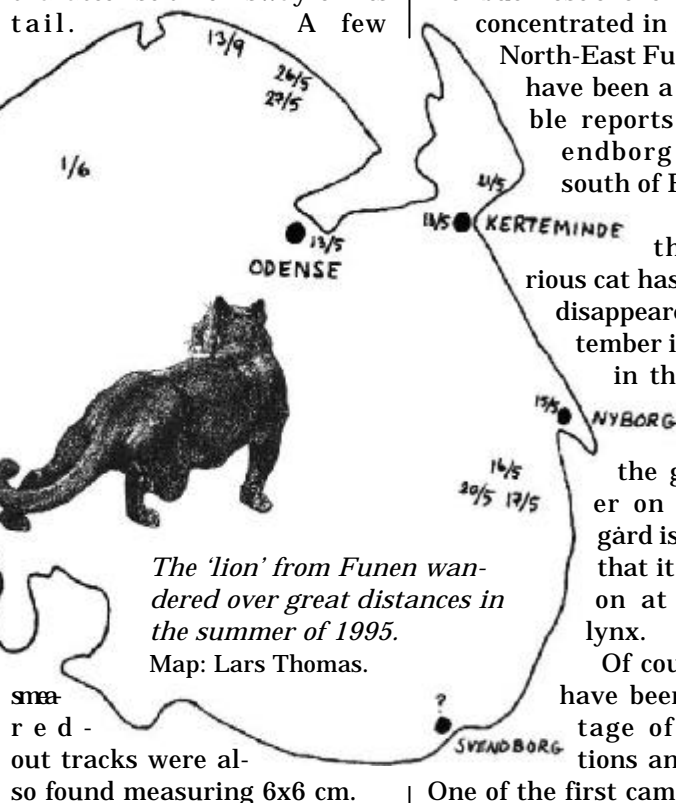 tail. A few
13/9
26/5
27/5
1/6
21/5
13/5 KERTEMINDE
13/5
ODENSE
15/5 NYBORG
16/5
20/5 17/5
?
SVENDBORG
The 'lion' from Funen wan-
dered over great distances in
the summer of 1995.
Map: Lars Thomas.
smea-
red-
out tracks were al-
so found measuring 6x6 cm.
concentrated in
North-East Fu
have been a
ble reports
endborg
south of
th
rious cat has
disappear
tember i
in th
the g
er on
gård is
that it
on at
lynx.
Of cou
have been
tage of
tions an
One of the first cam